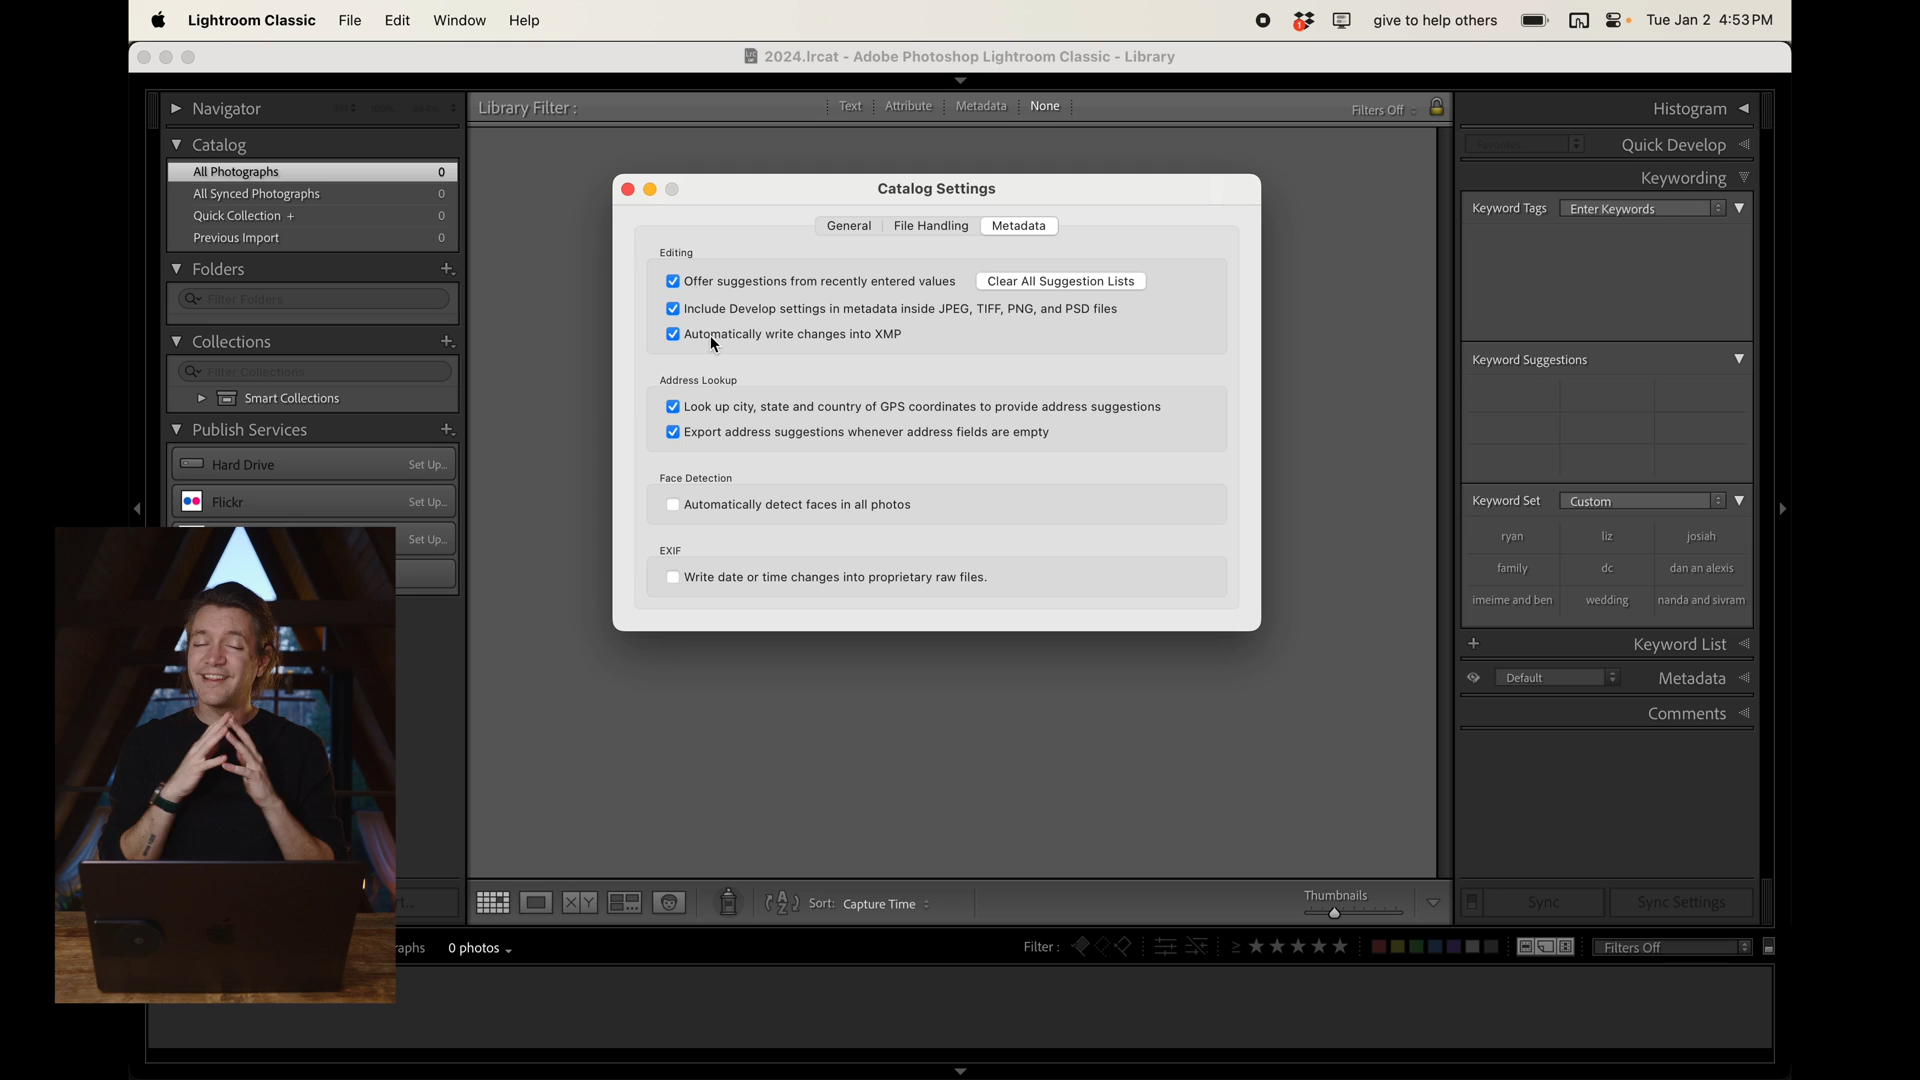 Lightroom Classic File Edit Window Help
1 give to help others Tue Jan 2 4:53 PM
2024.lrcat - Adobe Photoshop Lightroom Classic - Library
Navigator
Catalog
All Photographs 0
All Synced Photographs 0
Quick Collection + 0
Previous Import 0
Folders +
Filter Folders
Collections +
Filter Collections
Smart Collections
Publish Services +
Hard Drive Set Up...
Flickr Set Up...
Set Up...
Library Filter : Text Attribute Metadata None Filters Off
Catalog Settings
General File Handling Metadata
Editing
Offer suggestions from recently entered values Clear All Suggestion Lists
Include Develop settings in metadata inside JPEG, TIFF, PNG, and PSD files
Automatically write changes into XMP
Address Lookup
Look up city, state and country of GPS coordinates to provide address suggestions
Export address suggestions whenever address fields are empty
Face Detection
Automatically detect faces in all photos
EXIF
Write date or time changes into proprietary raw files.
Histogram
Quick Develop
Keywording
Keyword Tags Enter Keywords
Keyword Suggestions
Keyword Set Custom
ryan liz josiah
family dc dan an alexis
imeime and ben wedding nanda and sivram
+ Keyword List
Default Metadata
Comments
X Y AZ Sort: Capture Time Thumbnails
Sync Sync Settings
raphs 0 photos Filter : ≥ ★★★★★ Filters Off